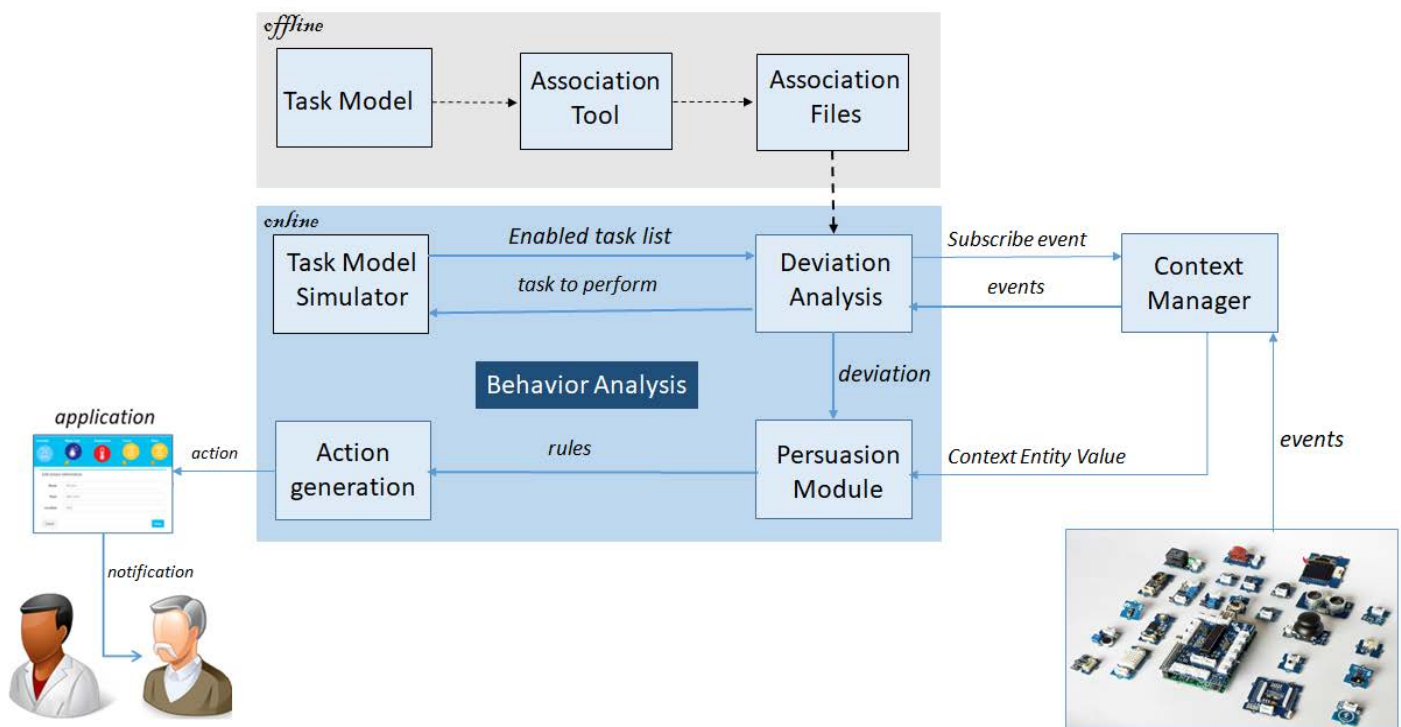 offline
Task Model
Association
Tool
Association
Files
online
Task Model
Simulator
Enabled task list
task to perform
Deviation
Analysis
Subscribe event
events
Context
Manager
Behavior Analysis
deviation
application
action
Action
generation
rules
Persuasion
Module
Context Entity Value
events
notification